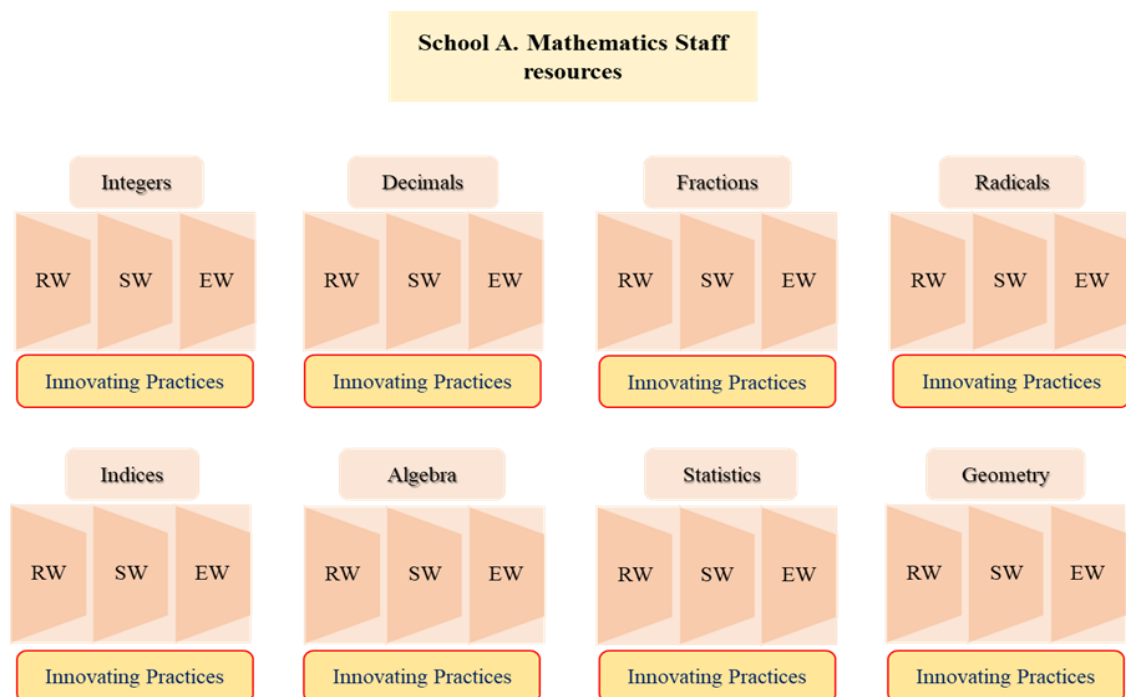 School A. Mathematics Staff
resources
Integers
Decimals
Fractions
Radicals
RW SW EW
RW SW EW
RW SW EW
RW SW EW
Innovating Practices
Innovating Practices
Innovating Practices
Innovating Practices
Indices
Algebra
Statistics
Geometry
RW SW EW
RW SW EW
RW SW EW
RW SW EW
Innovating Practices
Innovating Practices
Innovating Practices
Innovating Practices